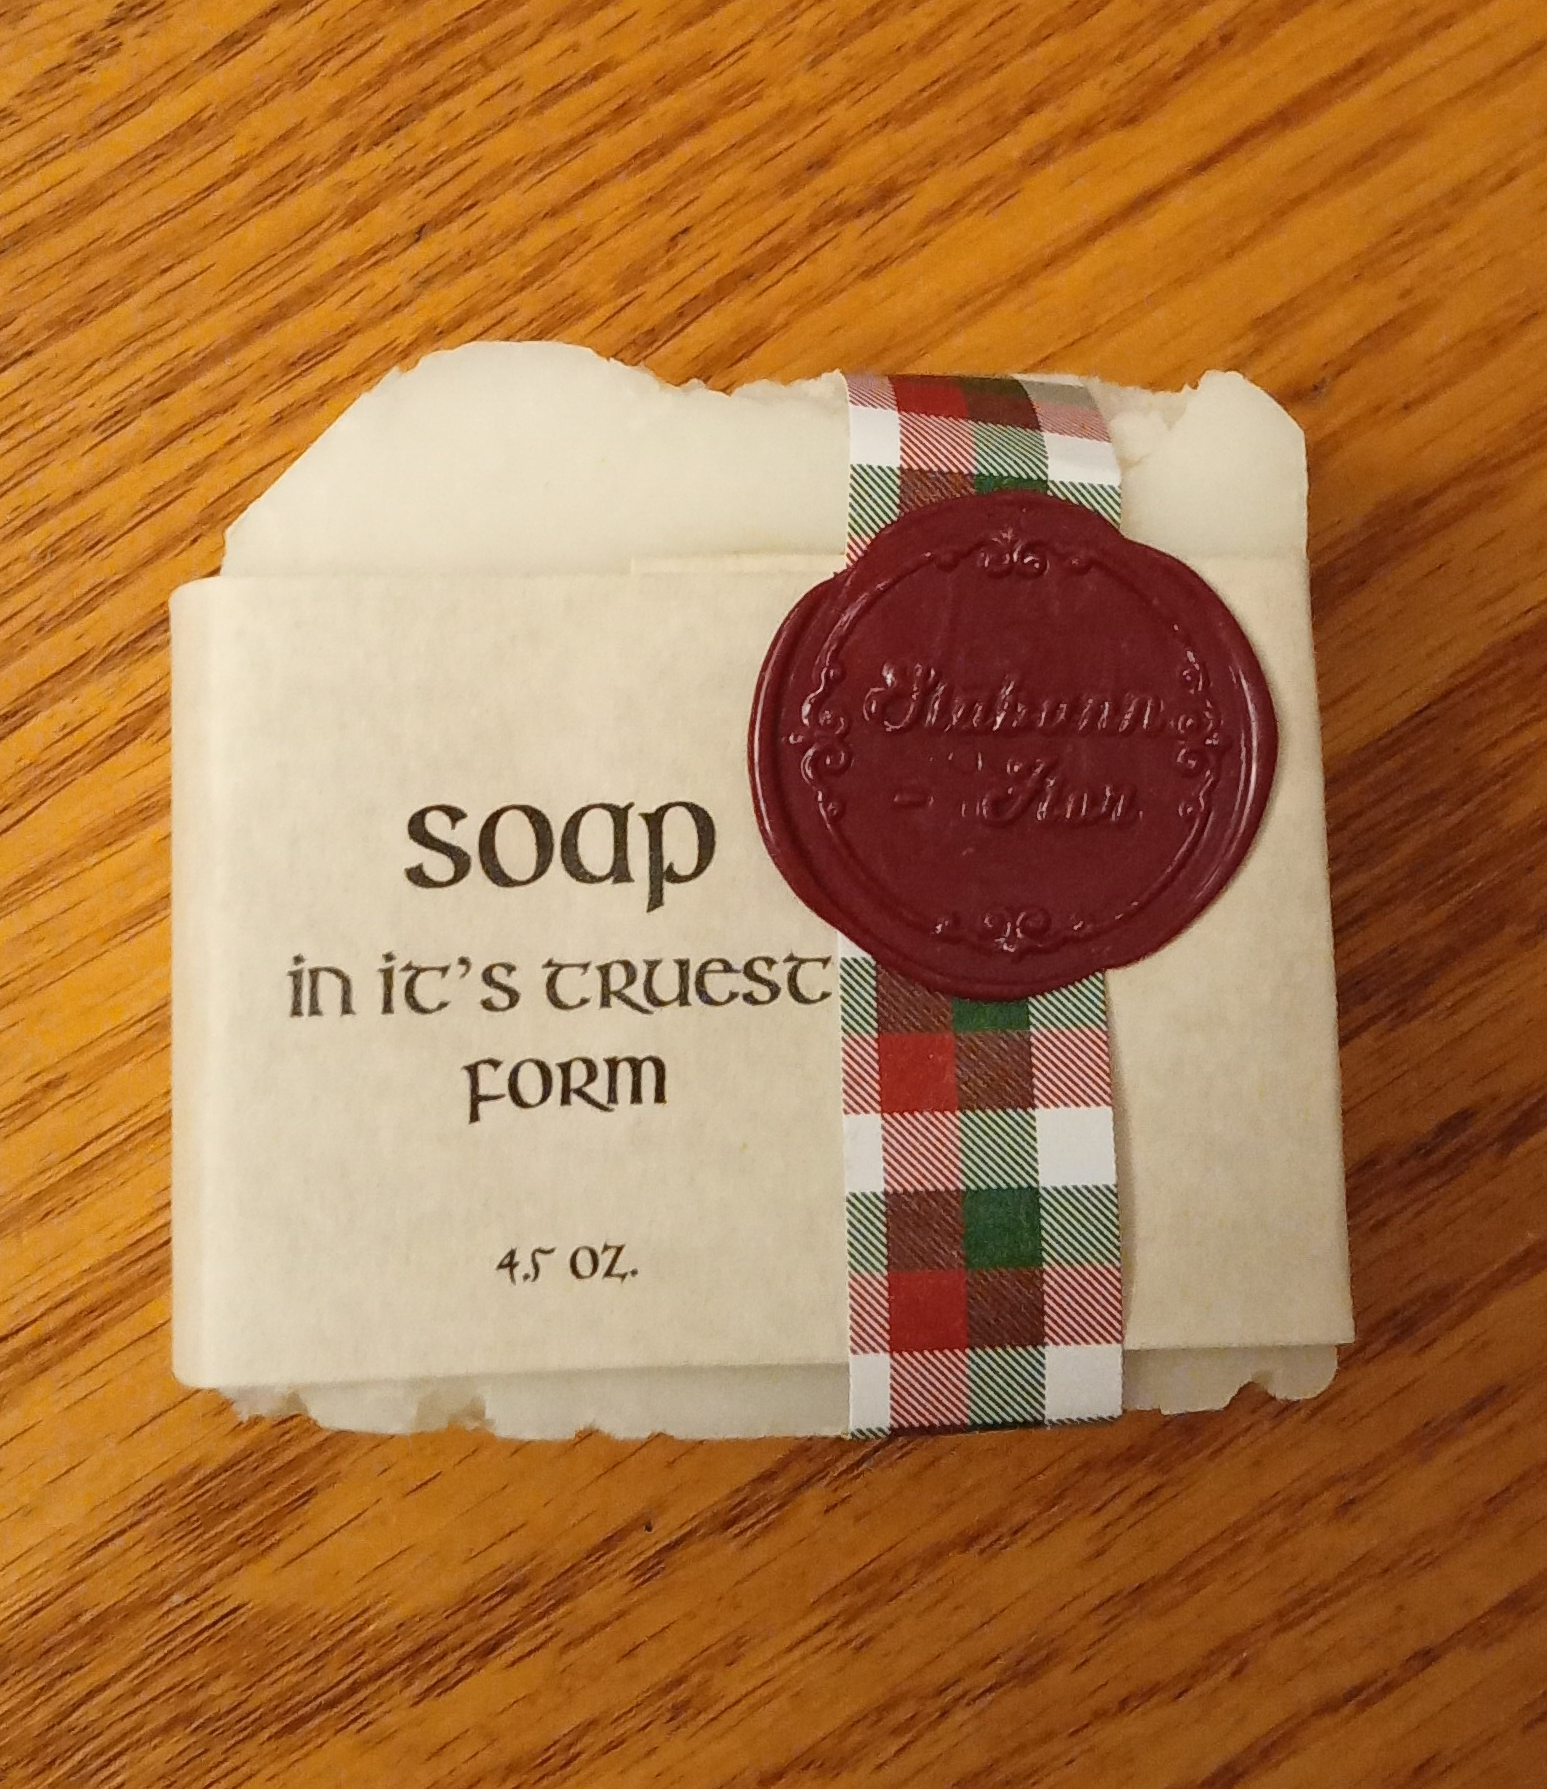 soap
in it's truest
form
4.5 oz.